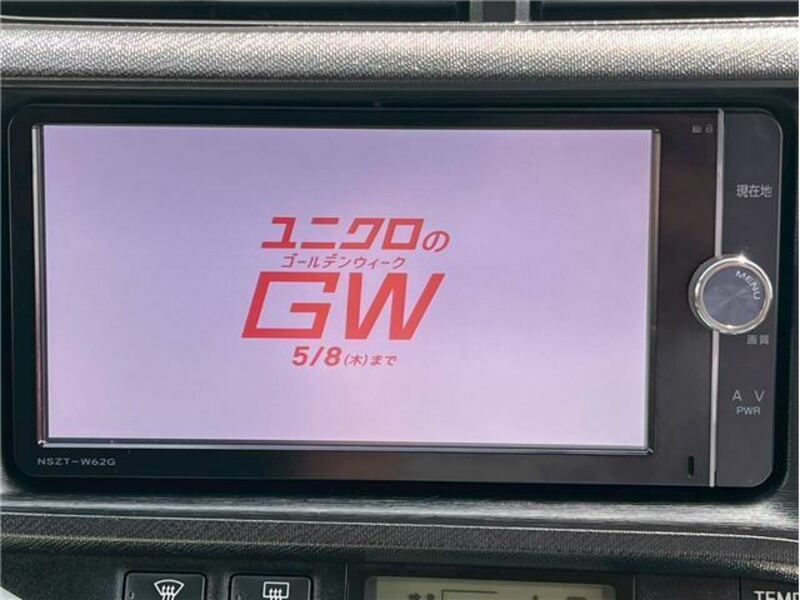 ユニクロの
ゴールデンウィーク
GW
5/8(木)まで
現在地
MENU
画質
A V
PWR
NSZT-W62G
TEMP